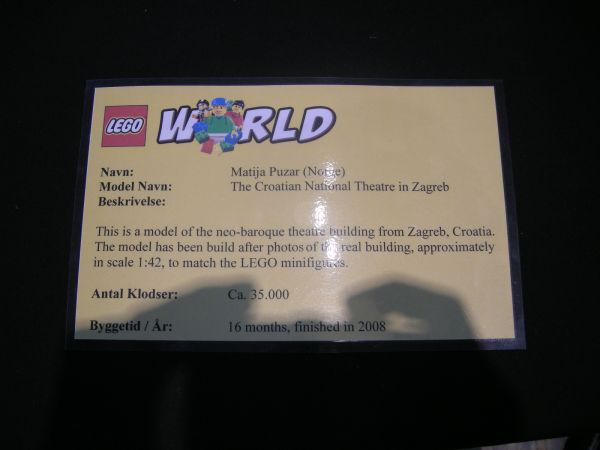 LEGO WORLD
Navn: Matija Puzar (Norge)
Model Navn: The Croatian National Theatre in Zagreb
Beskrivelse:
This is a model of the neo-baroque theatre building from Zagreb, Croatia.
The model has been build after photos of the real building, approximately
in scale 1:42, to match the LEGO minifigures.
Antal Klodser: Ca. 35.000
Byggetid / År: 16 months, finished in 2008